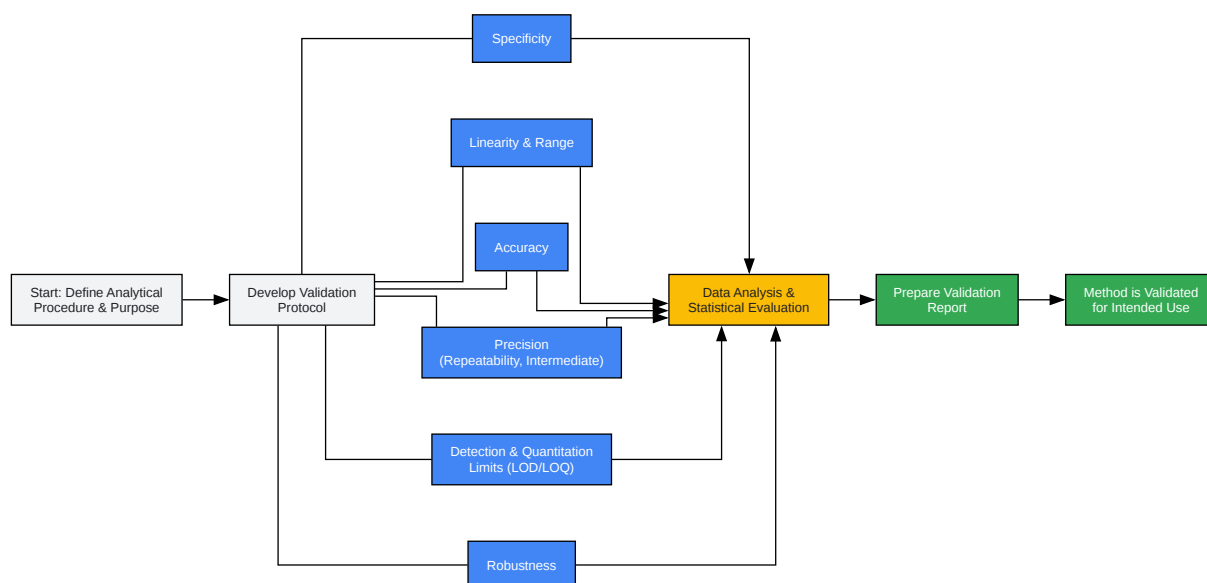 Specificity
Linearity & Range
Accuracy
Start: Define Analytical
Procedure & Purpose
Develop Validation
Protocol
Data Analysis &
Statistical Evaluation
Prepare Validation
Report
Method is Validated
for Intended Use
Precision
(Repeatability, Intermediate)
Detection & Quantitation
Limits (LOD/LOQ)
Robustness